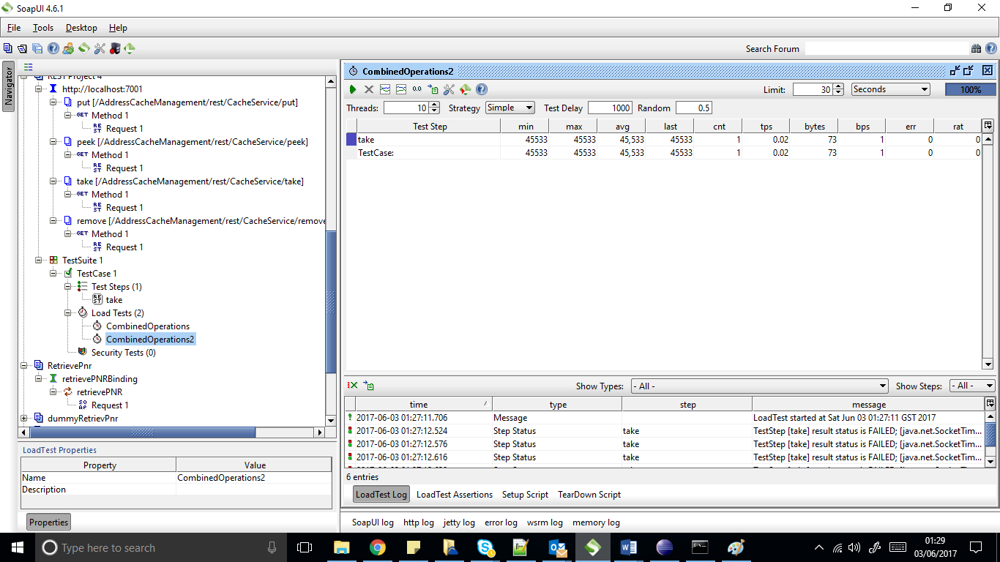 SoapUI 4.6.1
File Tools Desktop Help
Search Forum
Navigator
REST Project 4
http://localhost:7001
put [/AddressCacheManagement/rest/CacheService/put]
GET Method 1
REST Request 1
peek [/AddressCacheManagement/rest/CacheService/peek]
GET Method 1
REST Request 1
take [/AddressCacheManagement/rest/CacheService/take]
GET Method 1
REST Request 1
remove [/AddressCacheManagement/rest/CacheService/remove
GET Method 1
REST Request 1
TestSuite 1
TestCase 1
Test Steps (1)
REST take
Load Tests (2)
CombinedOperations
CombinedOperations2
Security Tests (0)
RetrievePnr
retrievePNRBinding
retrievePNR
SOAP Request 1
dummyRetrievPnr
LoadTest Properties
Property Value
Name CombinedOperations2
Description
Properties
CombinedOperations2
0.0 Limit: 30 Seconds 100%
Threads: 10 Strategy Simple Test Delay 1000 Random 0.5
Test Step min max avg last cnt tps bytes bps err rat
take 45533 45533 45,533 45533 1 0.02 73 1 0 0
TestCase: 45533 45533 45,533 45533 1 0.02 73 1 0 0
Show Types: - All - Show Steps: - All -
time / type step message
2017-06-03 01:27:11.706 Message LoadTest started at Sat Jun 03 01:27:11 GST 2017
2017-06-03 01:27:12.524 Step Status take TestStep [take] result status is FAILED; [java.net.SocketTim...
2017-06-03 01:27:12.576 Step Status take TestStep [take] result status is FAILED; [java.net.SocketTim...
2017-06-03 01:27:12.616 Step Status take TestStep [take] result status is FAILED; [java.net.SocketTim...
6 entries
LoadTest Log LoadTest Assertions Setup Script TearDown Script
SoapUI log http log jetty log error log wsrm log memory log
Type here to search
01:29
03/06/2017